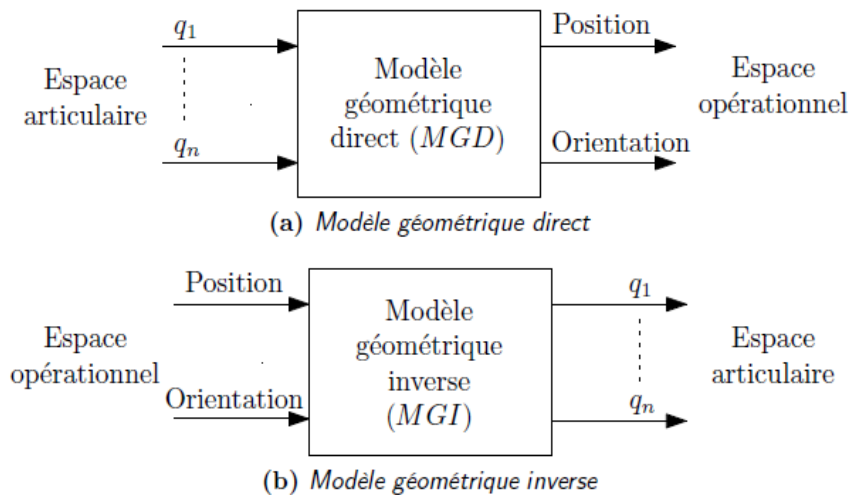 q1
Position
Espace
articulaire
Modèle
géométrique
direct (MGD)
Espace
opérationnel
qn
Orientation
(a) Modèle géométrique direct
Position
q1
Espace
opérationnel
Modèle
géométrique
inverse
(MGI)
Espace
articulaire
Orientation
qn
(b) Modèle géométrique inverse